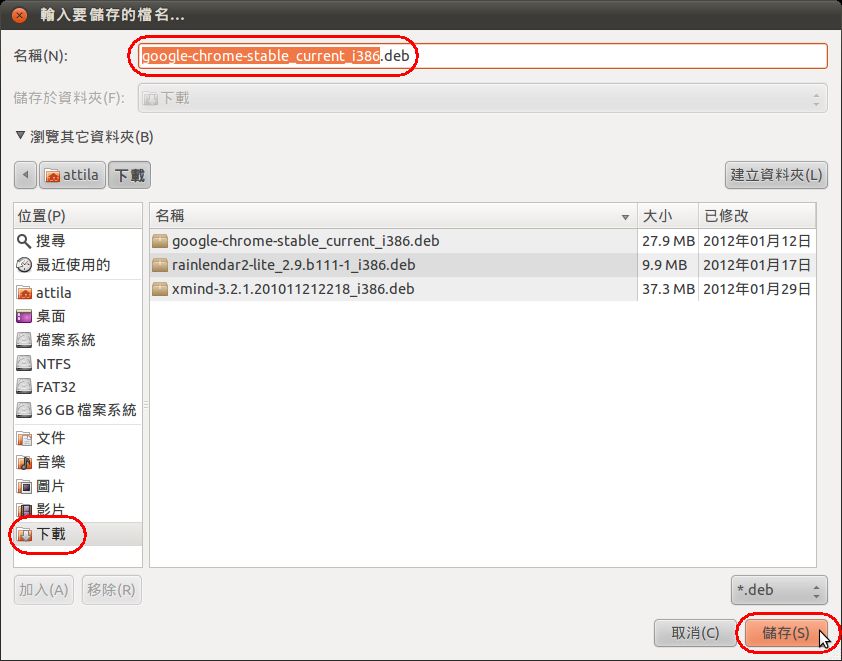 輸入要儲存的檔名...
名稱(N): google-chrome-stable_current_i386.deb
儲存於資料夾(F): 下載
瀏覽其它資料夾(B)
attila 下載 建立資料夾(L)
位置(P)
搜尋
最近使用的
attila
桌面
檔案系統
NTFS
FAT32
36 GB 檔案系統
文件
音樂
圖片
影片
下載
名稱 大小 已修改
google-chrome-stable_current_i386.deb 27.9 MB 2012年01月12日
rainlendar2-lite_2.9.b111-1_i386.deb 9.9 MB 2012年01月17日
xmind-3.2.1.201011212218_i386.deb 37.3 MB 2012年01月29日
加入(A) 移除(R) *.deb
取消(C) 儲存(S)